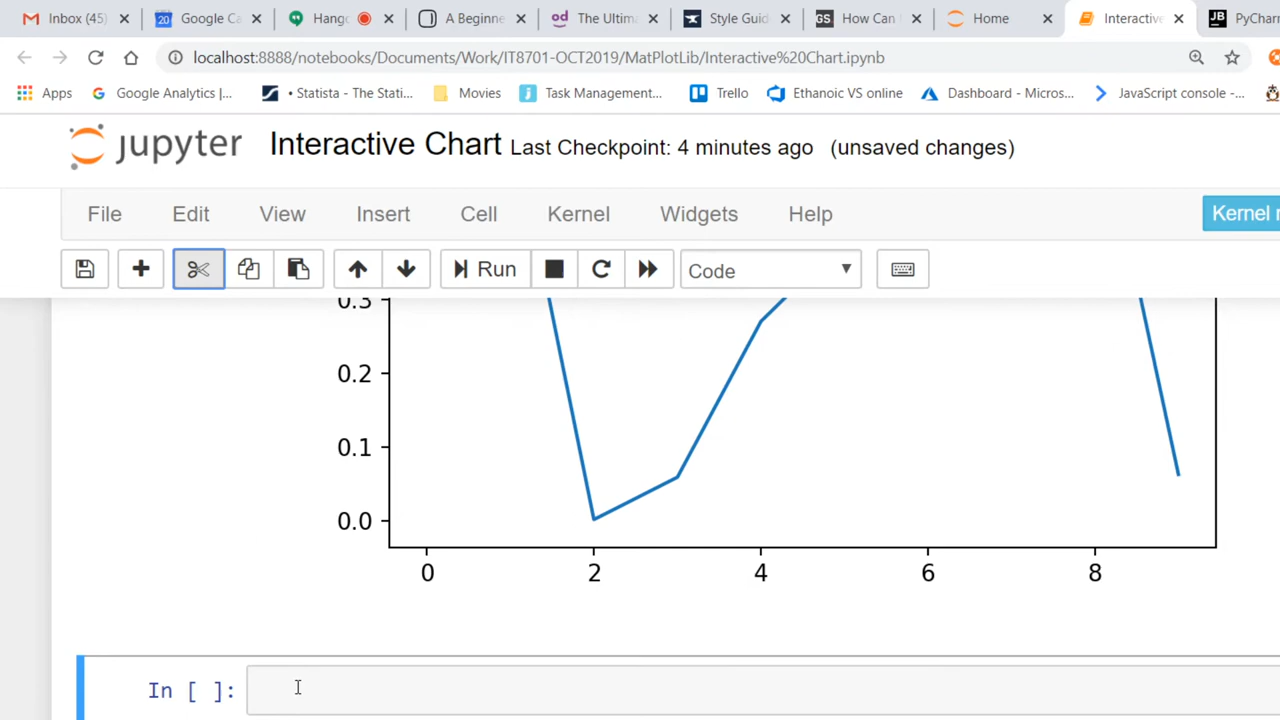 Inbox (45) Google Ca Hango A Beginne The Ultim Style Guid How Can Home Interactive PyChar
localhost:8888/notebooks/Documents/Work/IT8701-OCT2019/MatPlotLib/Interactive%20Chart.ipynb
Apps Google Analytics |... • Statista - The Stati... Movies Task Management... Trello Ethanoic VS online Dashboard - Micros... JavaScript console -...
jupyter Interactive Chart Last Checkpoint: 4 minutes ago (unsaved changes)
File Edit View Insert Cell Kernel Widgets Help Kernel r
Run Code
0.3
0.2
0.1
0.0
0 2 4 6 8
In [ ]: